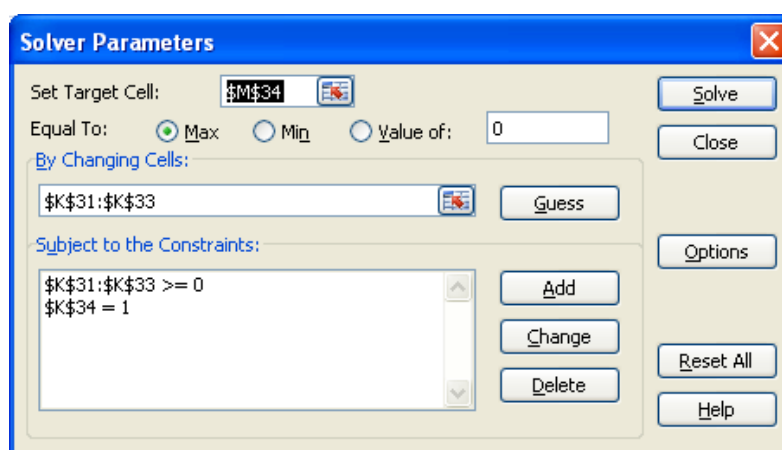 Solver Parameters
Set Target Cell: $M$34 Solve
Equal To: Max Min Value of: 0 Close
By Changing Cells:
$K$31:$K$33 Guess
Subject to the Constraints: Options
$K$31:$K$33 >= 0 Add
$K$34 = 1
Change
Reset All
Delete
Help